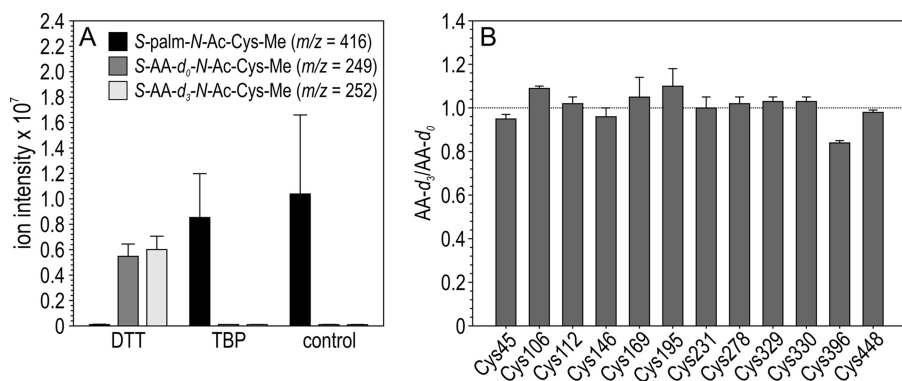 A
S-palm-N-Ac-Cys-Me (m/z = 416)
S-AA-d₀-N-Ac-Cys-Me (m/z = 249)
S-AA-d₃-N-Ac-Cys-Me (m/z = 252)
ion intensity x 10⁷
2.4
2.2
2.0
1.8
1.6
1.4
1.2
1.0
0.8
0.6
0.4
0.2
0
DTT TBP control
B
AA-d₃/AA-d₀
1.4
1.2
1.0
0.8
0.6
0.4
0.2
0
Cys45 Cys106 Cys112 Cys146 Cys169 Cys195 Cys231 Cys278 Cys329 Cys330 Cys396 Cys448